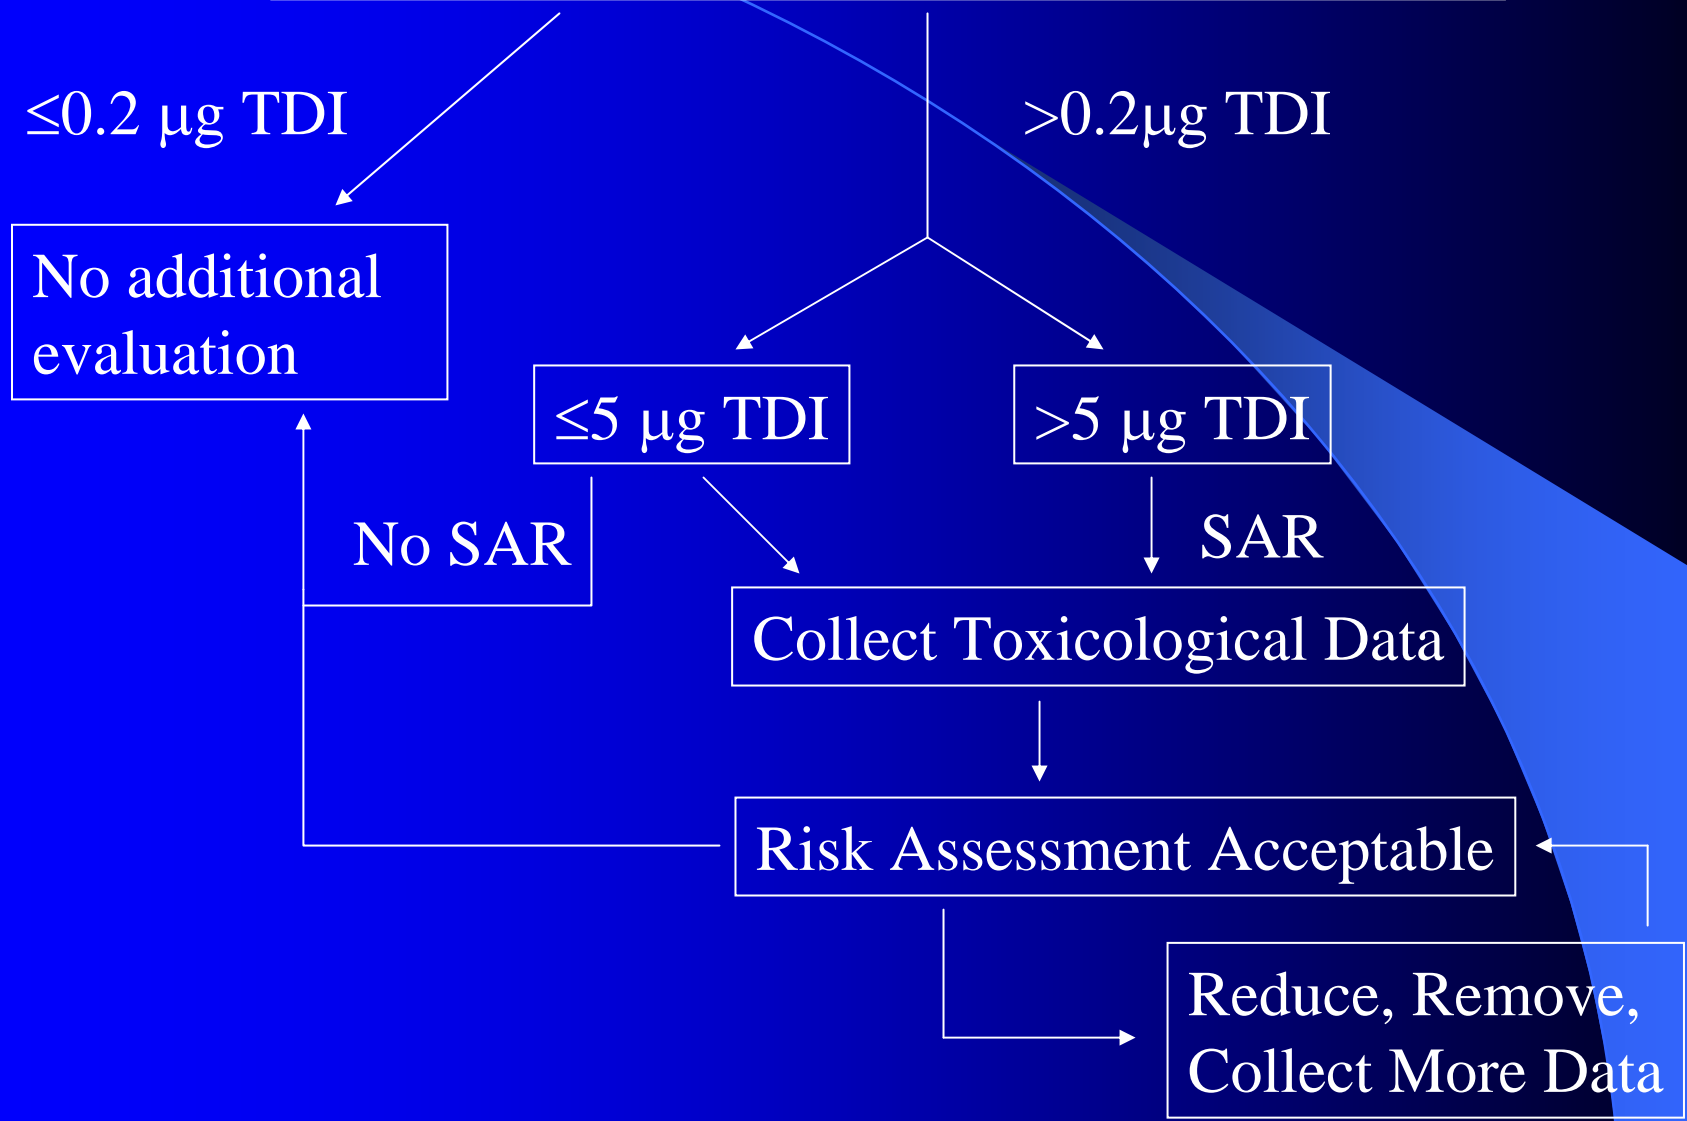 ≤0.2 μg TDI
>0.2μg TDI
No additional
evaluation
≤5 μg TDI
>5 μg TDI
No SAR
SAR
Collect Toxicological Data
Risk Assessment Acceptable
Reduce, Remove,
Collect More Data